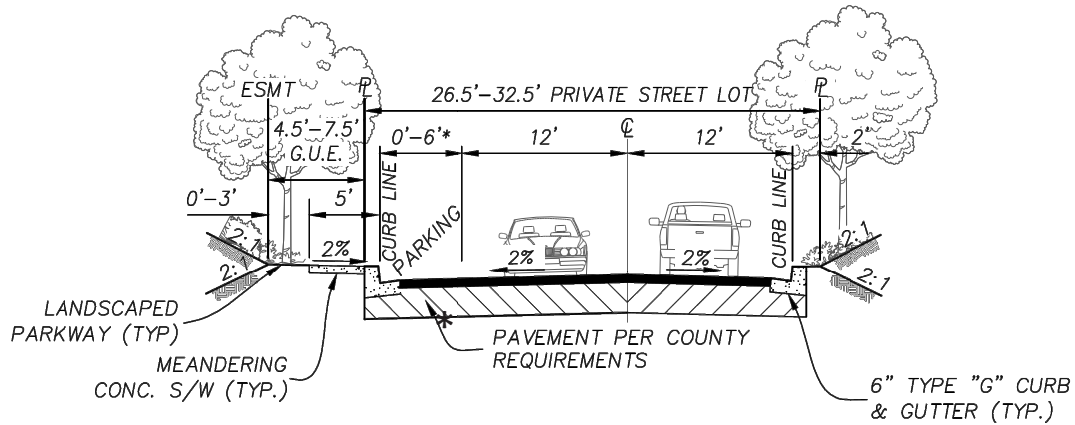 ESMT
℄
26.5'-32.5' PRIVATE STREET LOT
℄
4.5'-7.5'
G.U.E.
0'-6'*
12'
℄
12'
2'
0'-3'
5'
CURB LINE
PARKING
CURB LINE
2:1
2:1
2%
2%
2%
2:1
2:1
LANDSCAPED
PARKWAY (TYP)
MEANDERING
CONC. S/W (TYP.)
*
PAVEMENT PER COUNTY
REQUIREMENTS
6" TYPE "G" CURB
& GUTTER (TYP.)